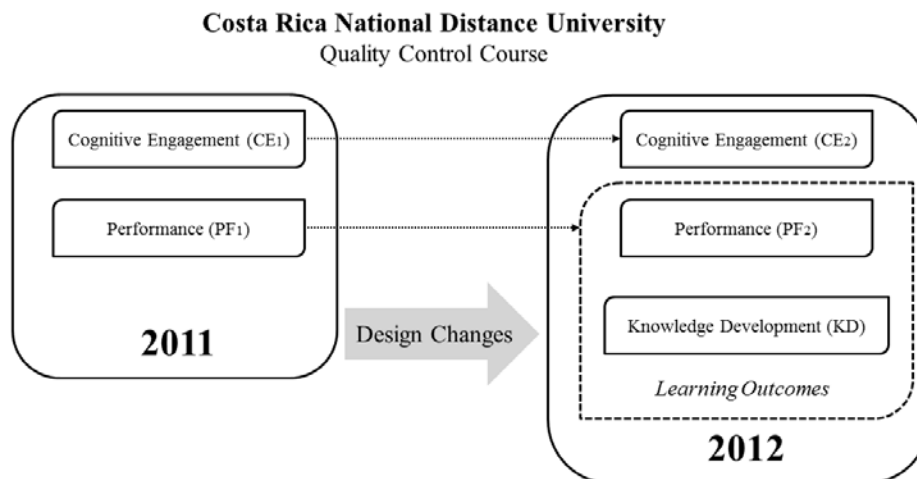 Costa Rica National Distance University
Quality Control Course
Cognitive Engagement (CE1)
Cognitive Engagement (CE2)
Performance (PF1)
Performance (PF2)
Knowledge Development (KD)
Design Changes
Learning Outcomes
2011
2012